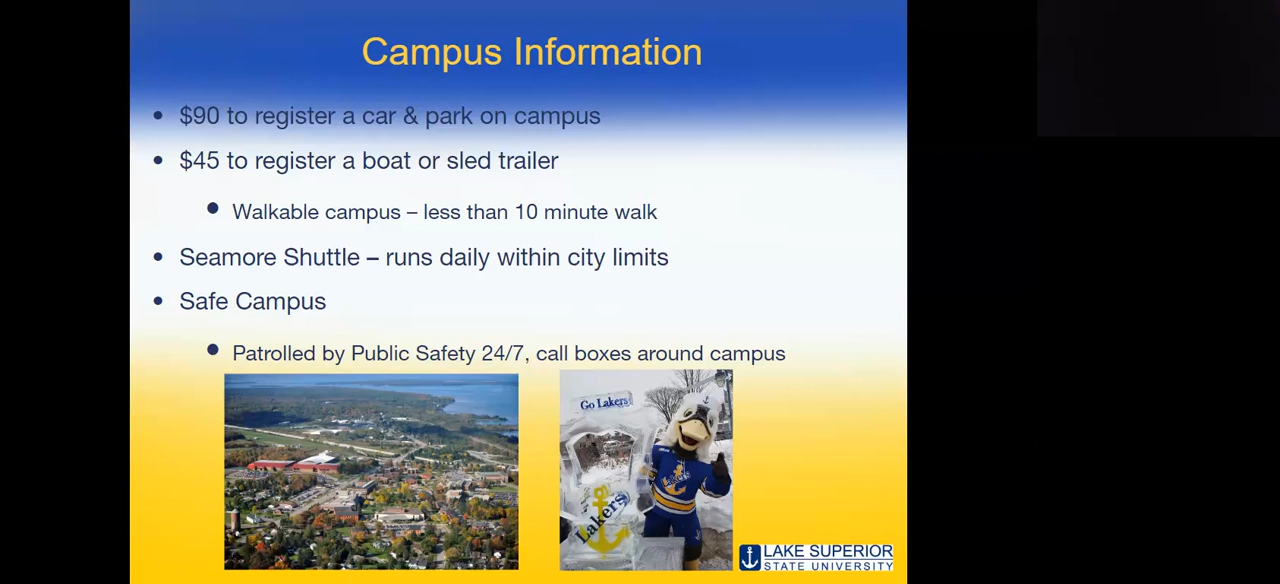 Campus Information
• $90 to register a car & park on campus
• $45 to register a boat or sled trailer
• Walkable campus – less than 10 minute walk
• Seamore Shuttle – runs daily within city limits
• Safe Campus
• Patrolled by Public Safety 24/7, call boxes around campus
Go Lakers!
Lakers
Lakers
LAKE SUPERIOR
STATE UNIVERSITY